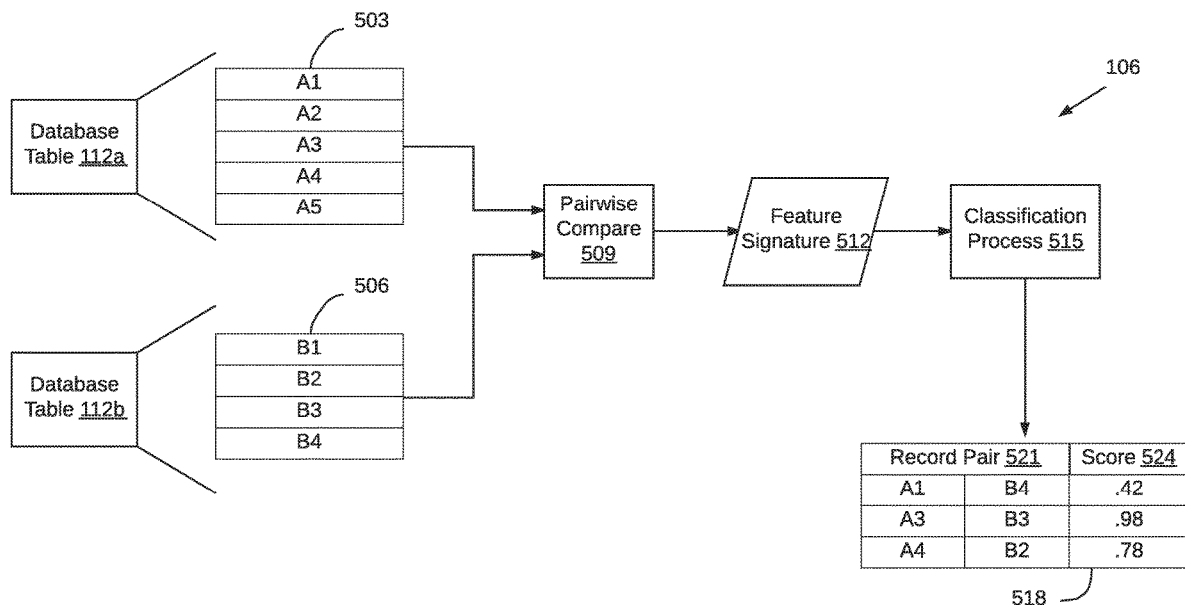 503
A1
A2
A3
A4
A5
Database
Table 112a
106
Pairwise
Compare
509
Feature
Signature 512
Classification
Process 515
506
B1
B2
B3
B4
Database
Table 112b
Record Pair 521 Score 524
A1 B4 .42
A3 B3 .98
A4 B2 .78
518